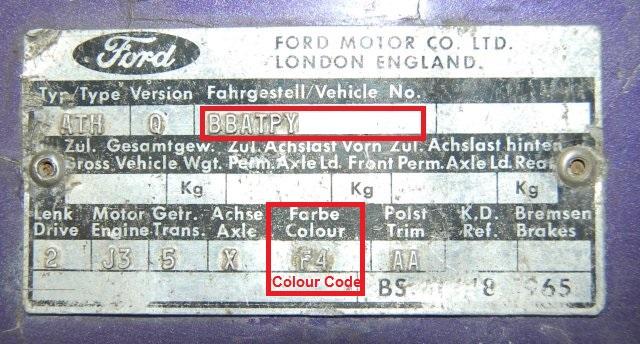 Ford
FORD MOTOR CO. LTD.
LONDON ENGLAND.
Typ/Type Version Fahrgestell/Vehicle No.
ATH Q BBATPY
Zul. Gesamtgew. Zul. Achslast Vorn Zul. Achslast hinten
Gross Vehicle Wgt. Perm. Axle Ld. Front Perm. Axle Ld. Rear
Kg Kg Kg
Lenk Motor Getr. Achse Farbe Polst K.D. Bremsen
Drive Engine Trans. Axle Colour Trim Ref. Brakes
2 J3 5 X F4 AA
Colour Code
BS 8 965